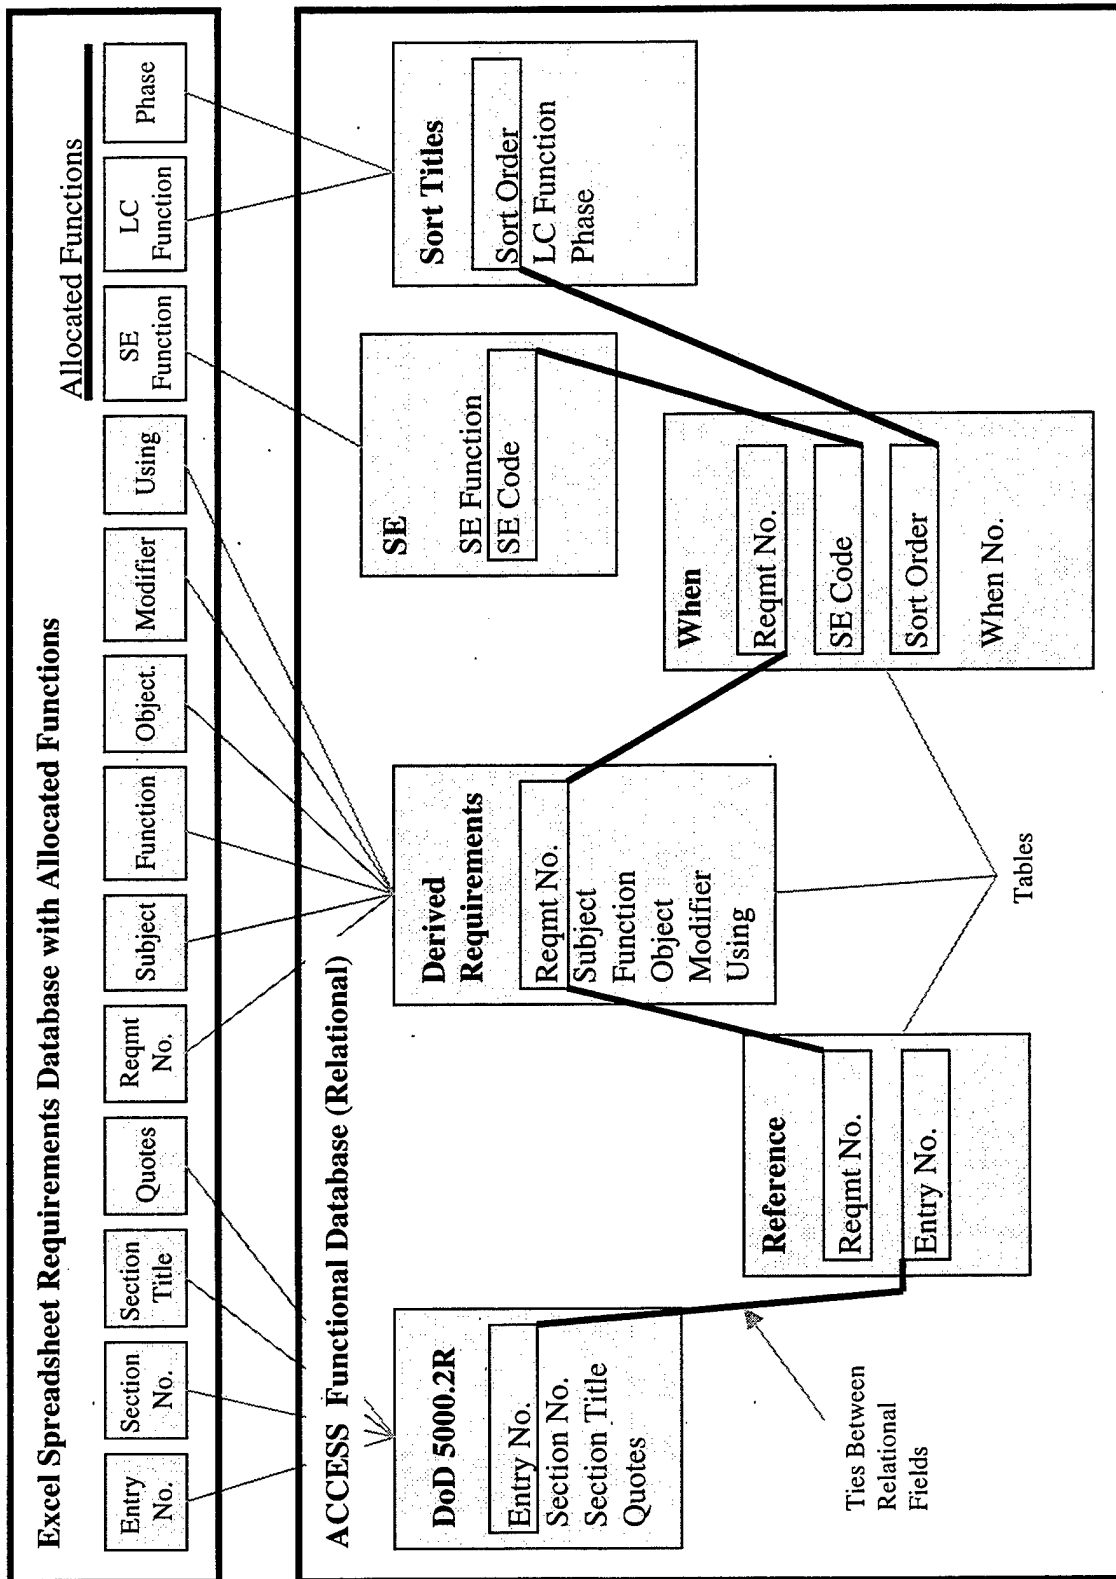 Excel Spreadsheet Requirements Database with Allocated Functions
Allocated Functions
Entry
No.
Section
No.
Section
Title
Quotes
Reqmt
No.
Subject
Function
Object.
Modifier
Using
SE
Function
LC
Function
Phase
ACCESS Functional Database (Relational)
DoD 5000.2R
Entry No.
Section No.
Section Title
Quotes
Reference
Reqmt No.
Entry No.
Derived
Requirements
Reqmt No.
Subject
Function
Object
Modifier
Using
When
Reqmt No.
SE Code
Sort Order
When No.
SE
SE Function
SE Code
Sort Titles
Sort Order
LC Function
Phase
Ties Between
Relational
Fields
Tables